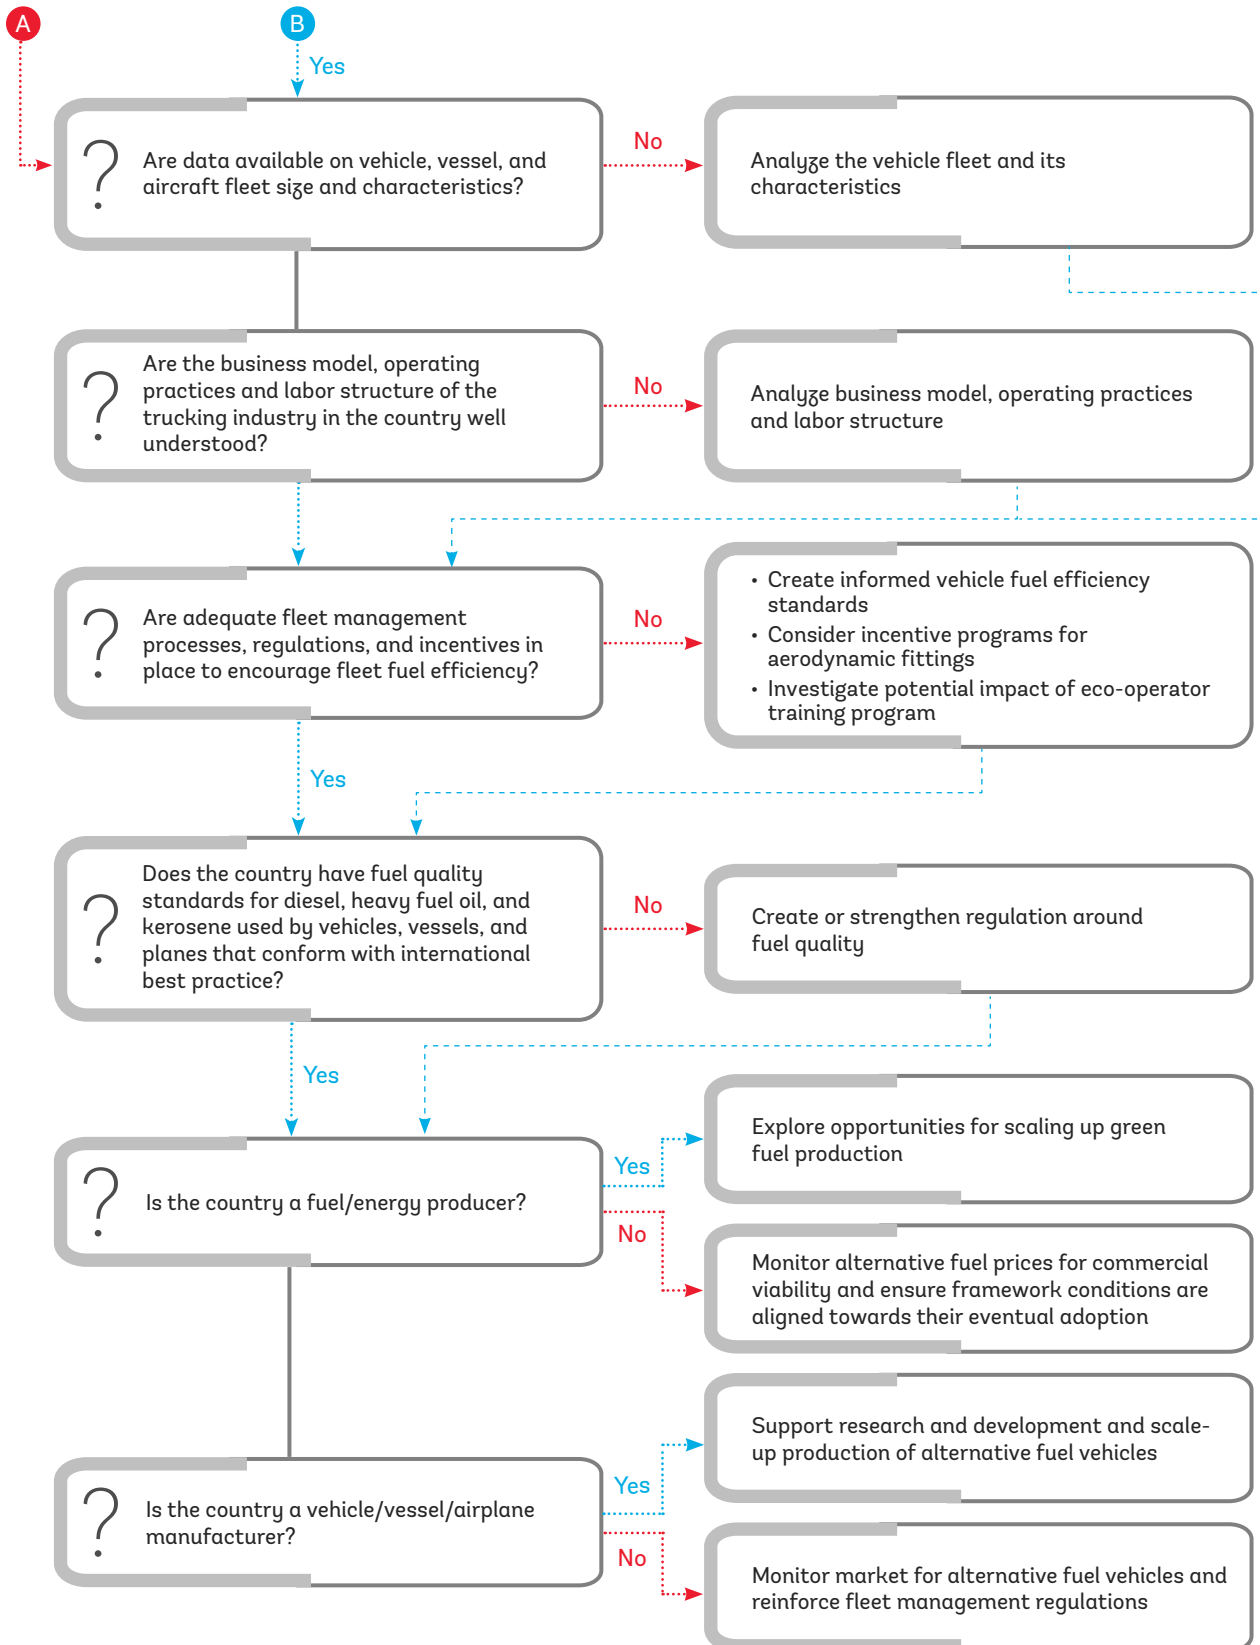 A
B
Yes
?
Are data available on vehicle, vessel, and
aircraft fleet size and characteristics?
No
Analyze the vehicle fleet and its
characteristics
?
Are the business model, operating
practices and labor structure of the
trucking industry in the country well
understood?
No
Analyze business model, operating practices
and labor structure
?
Are adequate fleet management
processes, regulations, and incentives in
place to encourage fleet fuel efficiency?
No
• Create informed vehicle fuel efficiency
standards
• Consider incentive programs for
aerodynamic fittings
• Investigate potential impact of eco-operator
training program
Yes
?
Does the country have fuel quality
standards for diesel, heavy fuel oil, and
kerosene used by vehicles, vessels, and
planes that conform with international
best practice?
No
Create or strengthen regulation around
fuel quality
Yes
?
Is the country a fuel/energy producer?
Yes
Explore opportunities for scaling up green
fuel production
No
Monitor alternative fuel prices for commercial
viability and ensure framework conditions are
aligned towards their eventual adoption
?
Is the country a vehicle/vessel/airplane
manufacturer?
Yes
Support research and development and scale-
up production of alternative fuel vehicles
No
Monitor market for alternative fuel vehicles and
reinforce fleet management regulations